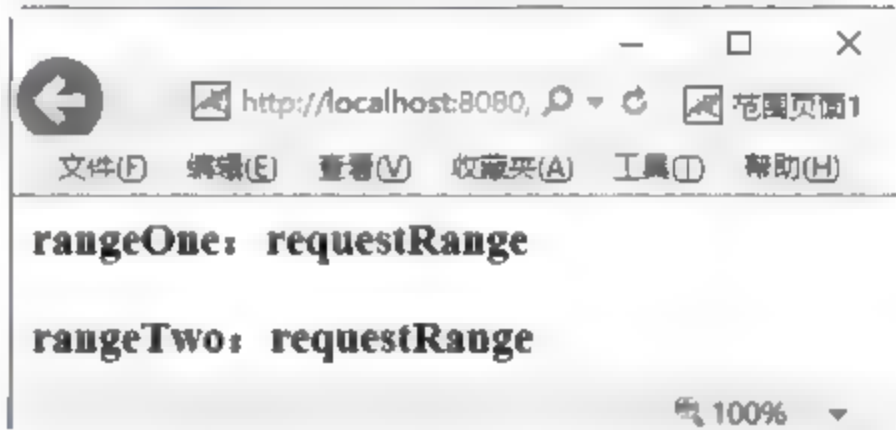 http://localhost:8080, 范围页面1
文件(F) 编辑(E) 查看(V) 收藏夹(A) 工具(T) 帮助(H)
rangeOne：requestRange
rangeTwo：requestRange
100%